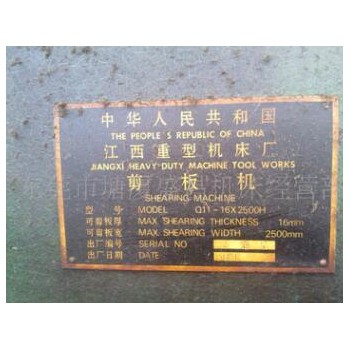 中华人民共和国
THE PEOPLE'S REPUBLIC OF CHINA
江西重型机床厂
JIANGXI HEAVY DUTY MACHINE TOOL WORKS
剪板机
SHEARING MACHINE
型号 MODEL Q11-16X2500H
可剪板厚 MAX. SHEARING THICKNESS 16mm
可剪板宽 MAX. SHEARING WIDTH 2500mm
出厂编号 SERIAL NO
出厂日期 DATE